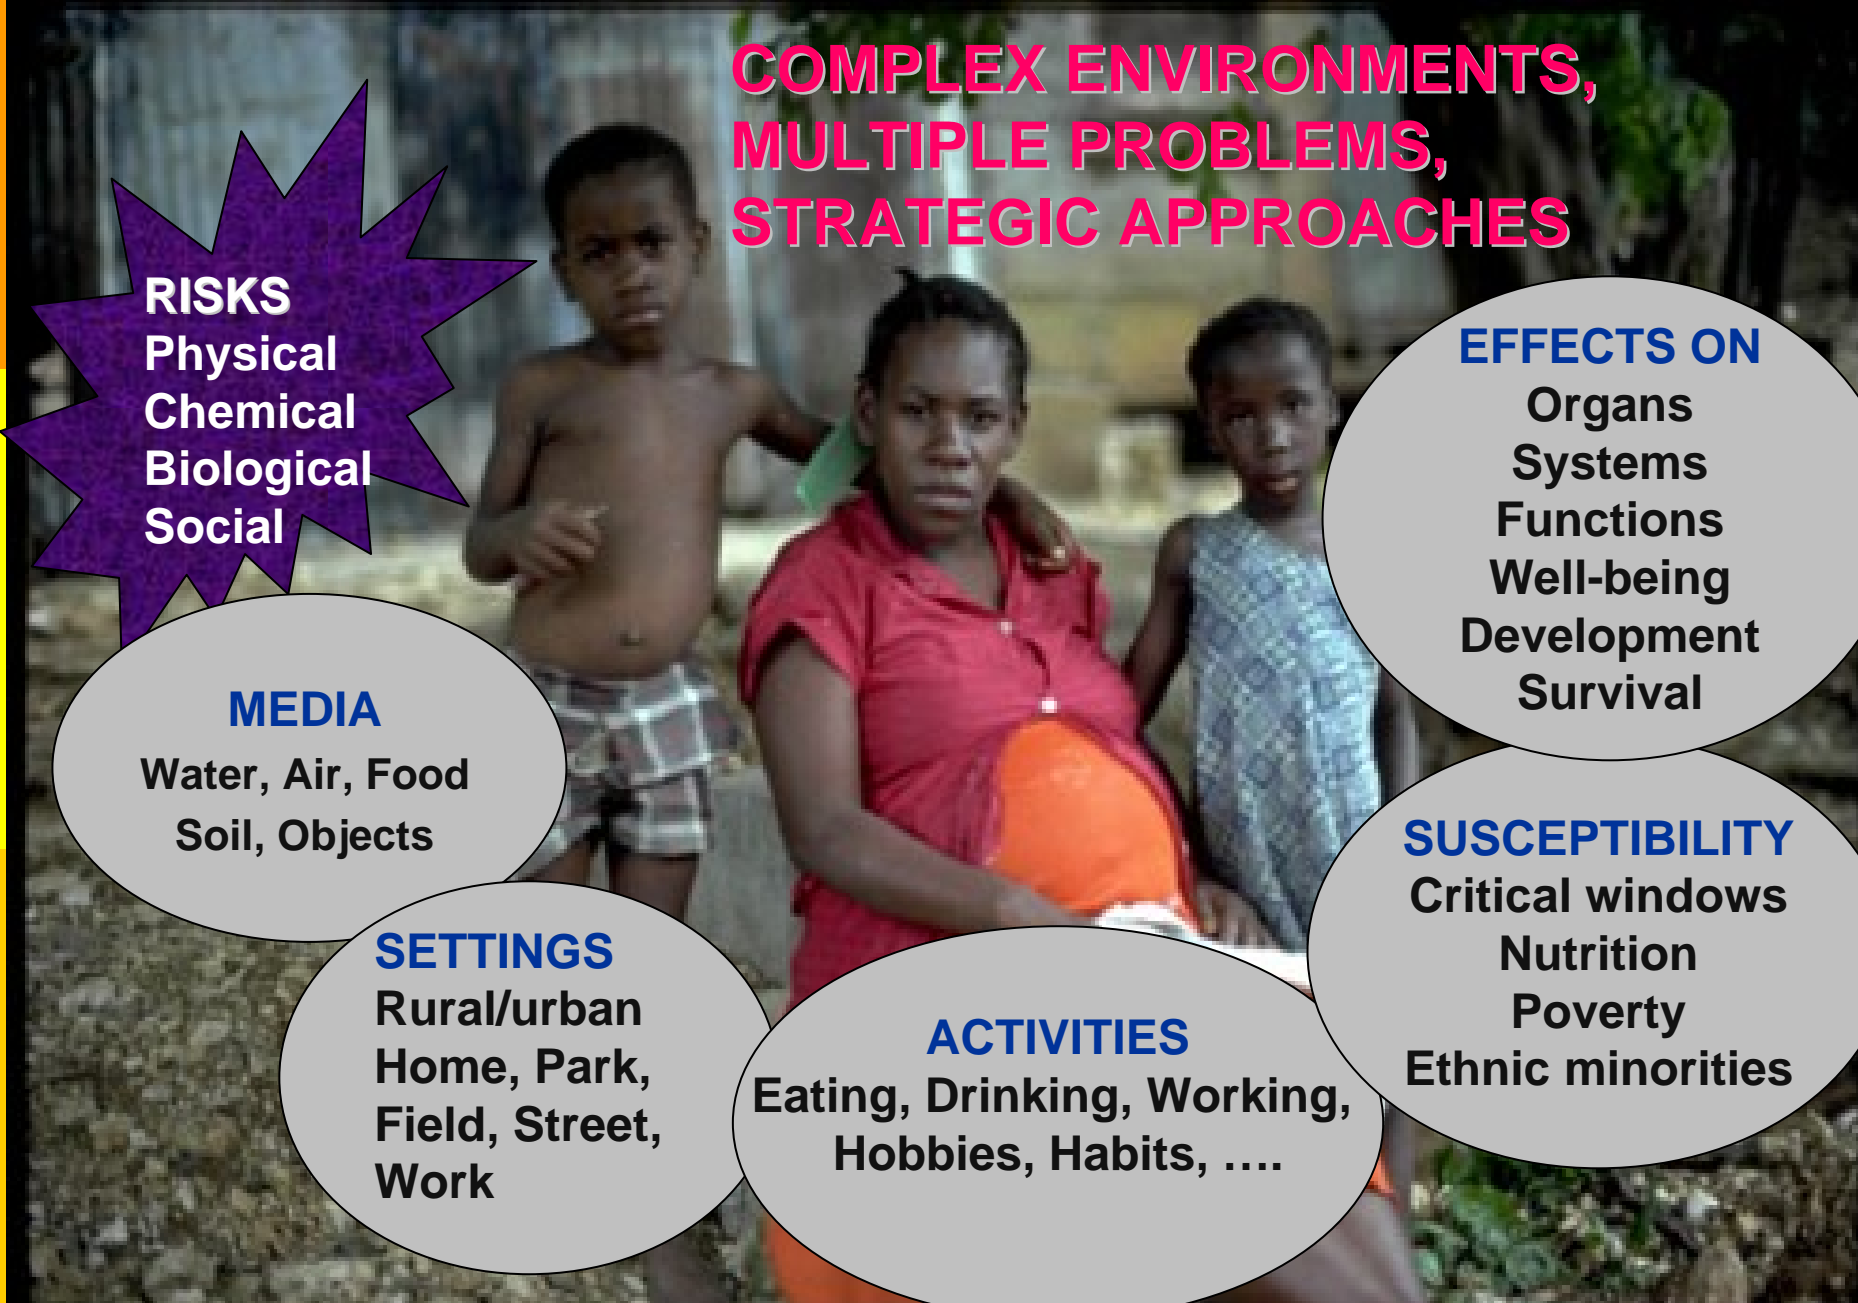 COMPLEX ENVIRONMENTS,
MULTIPLE PROBLEMS,
STRATEGIC APPROACHES
RISKS
Physical
Chemical
Biological
Social
MEDIA
Water, Air, Food
Soil, Objects
SETTINGS
Rural/urban
Home, Park,
Field, Street,
Work
ACTIVITIES
Eating, Drinking, Working,
Hobbies, Habits, ….
SUSCEPTIBILITY
Critical windows
Nutrition
Poverty
Ethnic minorities
EFFECTS ON
Organs
Systems
Functions
Well-being
Development
Survival